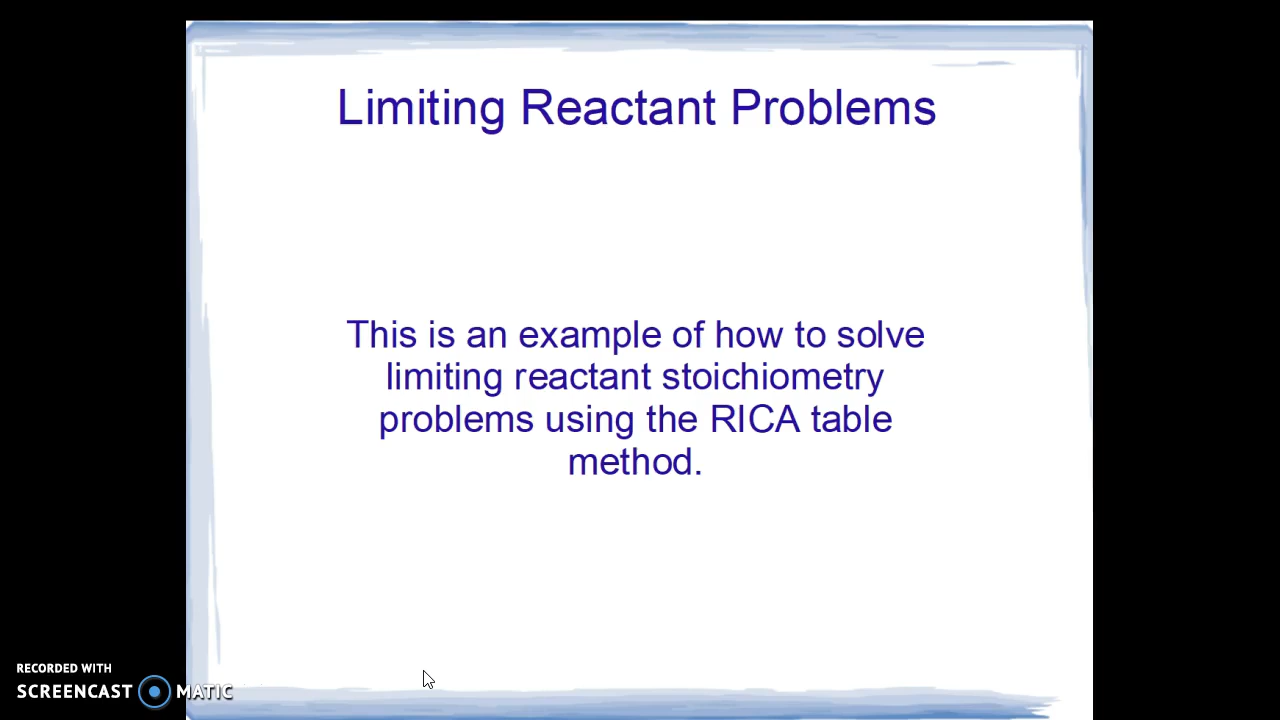 Limiting Reactant Problems
This is an example of how to solve
limiting reactant stoichiometry
problems using the RICA table
method.
RECORDED WITH
SCREENCAST MATIC